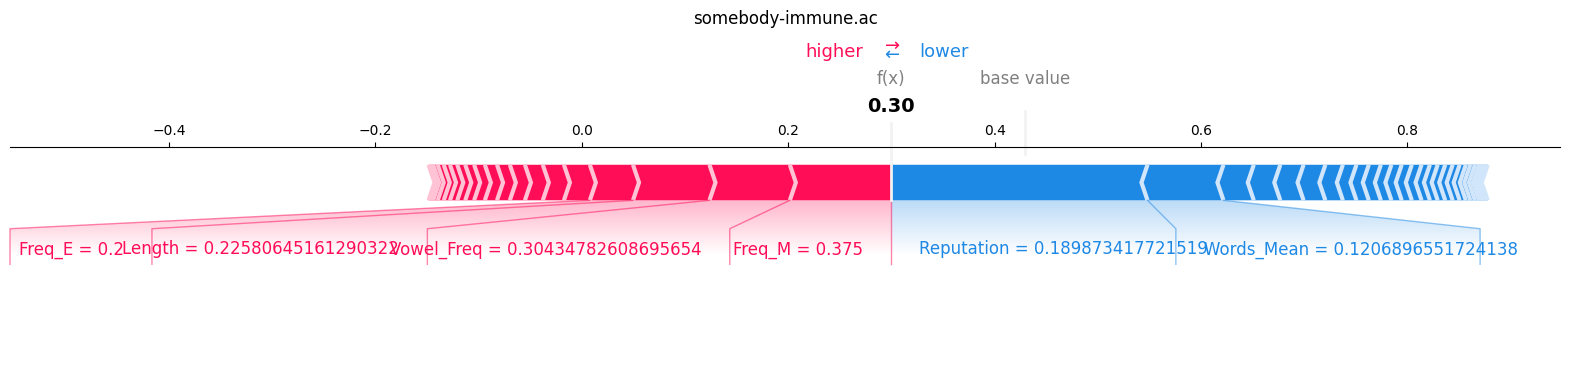 somebody-immune.ac
higher ⇄ lower
f(x) base value
0.30
−0.4 −0.2 0.0 0.2 0.4 0.6 0.8
Freq_E = 0.2 Length = 0.22580645161290322 Vowel_Freq = 0.30434782608695654 Freq_M = 0.375 Reputation = 0.189873417721519 Words_Mean = 0.1206896551724138